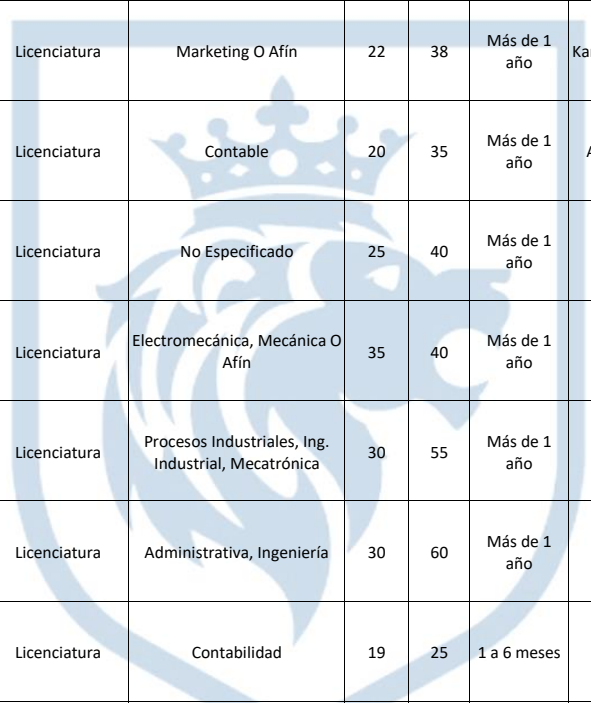 Licenciatura Marketing O Afín 22 38 Más de 1
año
Licenciatura Contable 20 35 Más de 1
año
Licenciatura No Especificado 25 40 Más de 1
año
Licenciatura Electromecánica, Mecánica O
Afín 35 40 Más de 1
año
Licenciatura Procesos Industriales, Ing.
Industrial, Mecatrónica 30 55 Más de 1
año
Licenciatura Administrativa, Ingeniería 30 60 Más de 1
año
Licenciatura Contabilidad 19 25 1 a 6 meses